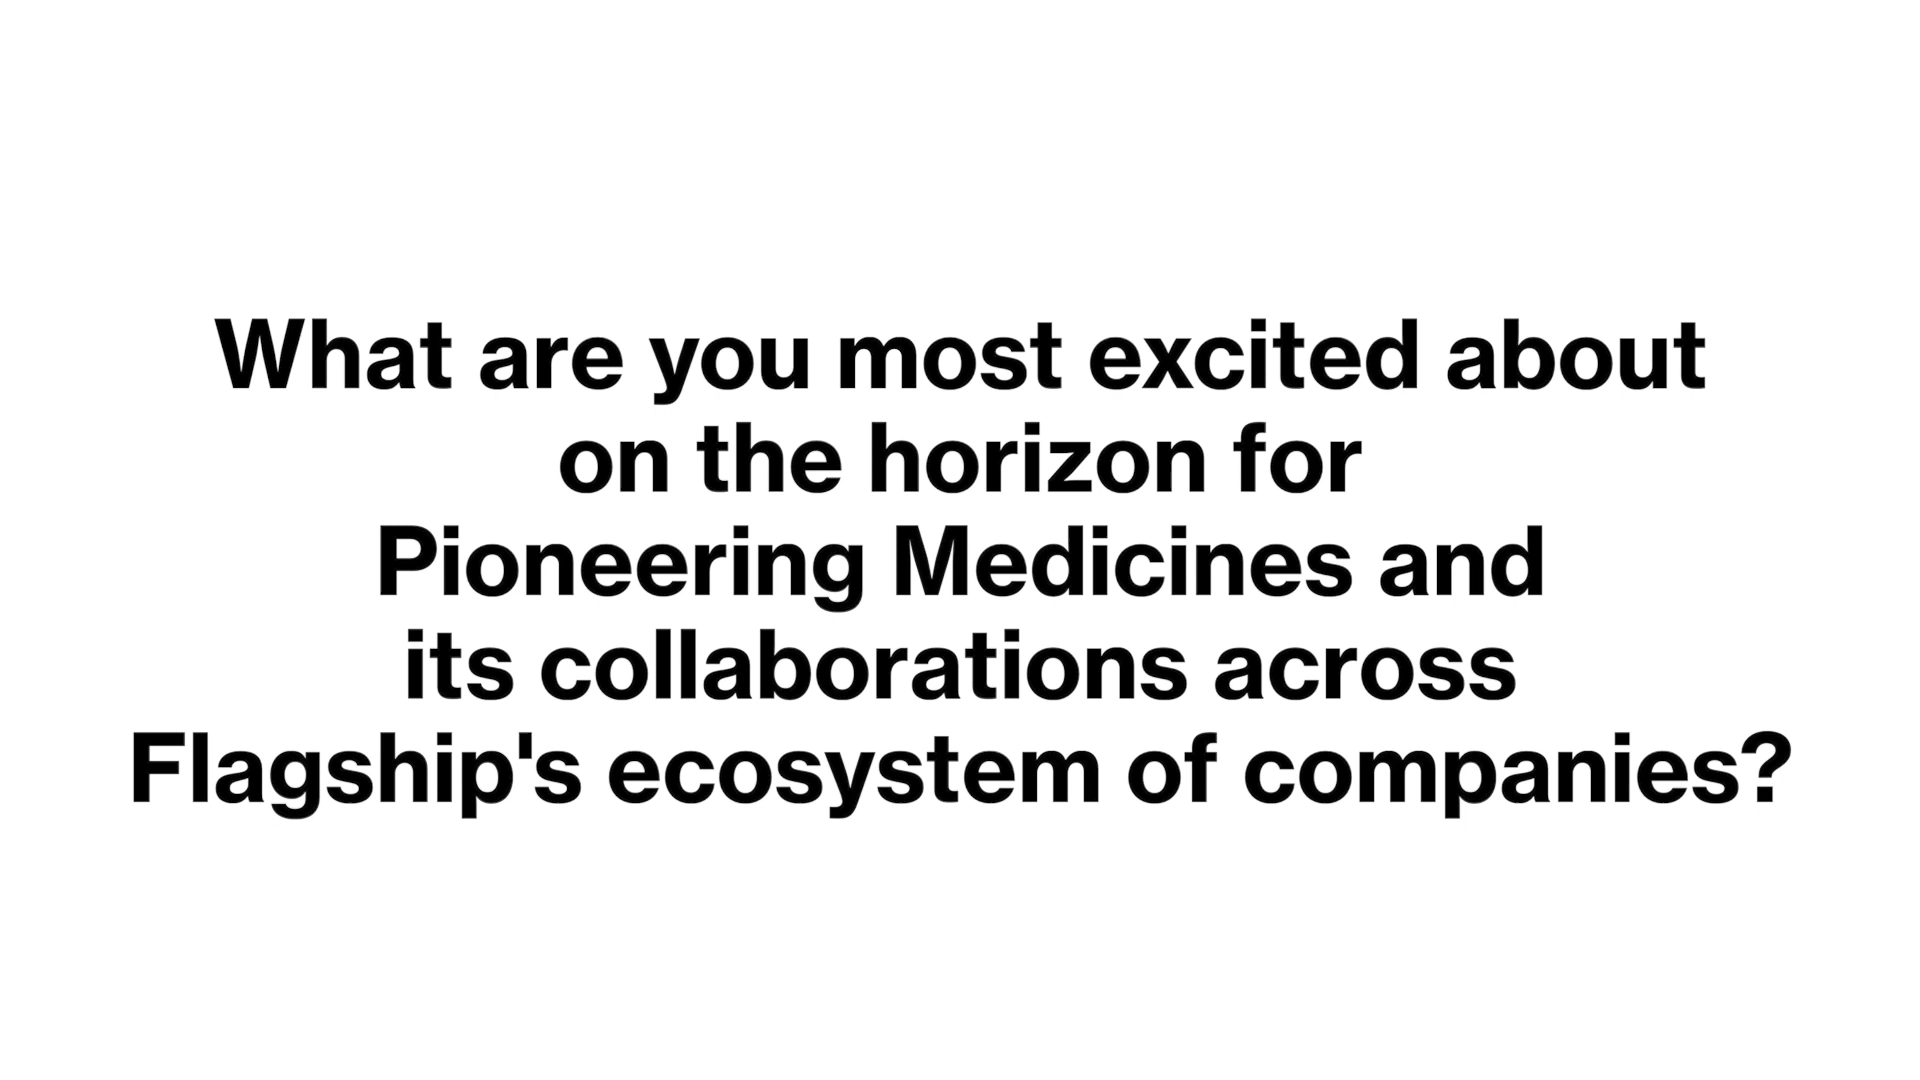 What are you most excited about
on the horizon for
Pioneering Medicines and
its collaborations across
Flagship's ecosystem of companies?